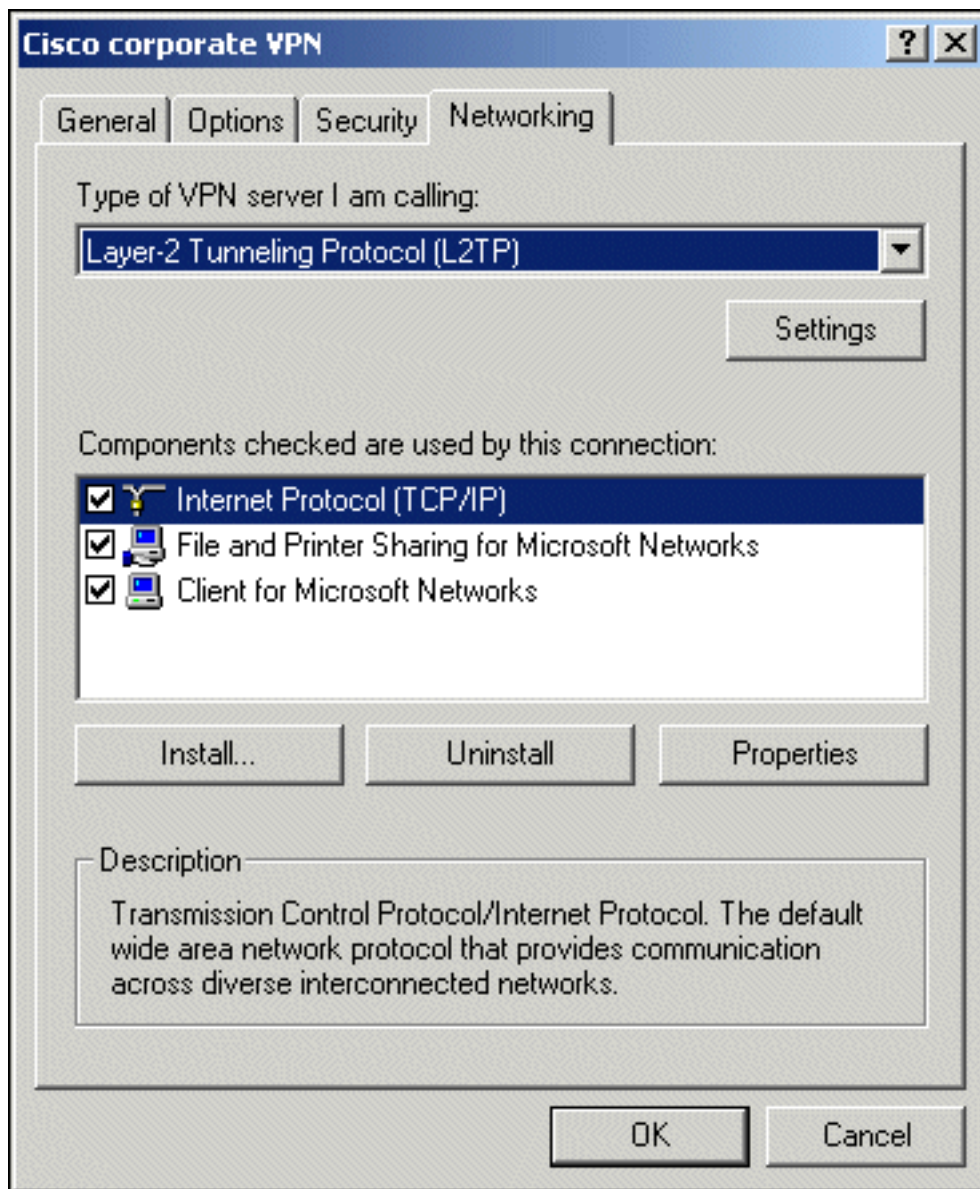 Cisco corporate VPN
General
Options
Security
Networking
Type of VPN server I am calling:
Layer-2 Tunneling Protocol (L2TP)
Settings
Components checked are used by this connection:
Internet Protocol (TCP/IP)
File and Printer Sharing for Microsoft Networks
Client for Microsoft Networks
Install...
Uninstall
Properties
Description
Transmission Control Protocol/Internet Protocol. The default
wide area network protocol that provides communication
across diverse interconnected networks.
OK
Cancel